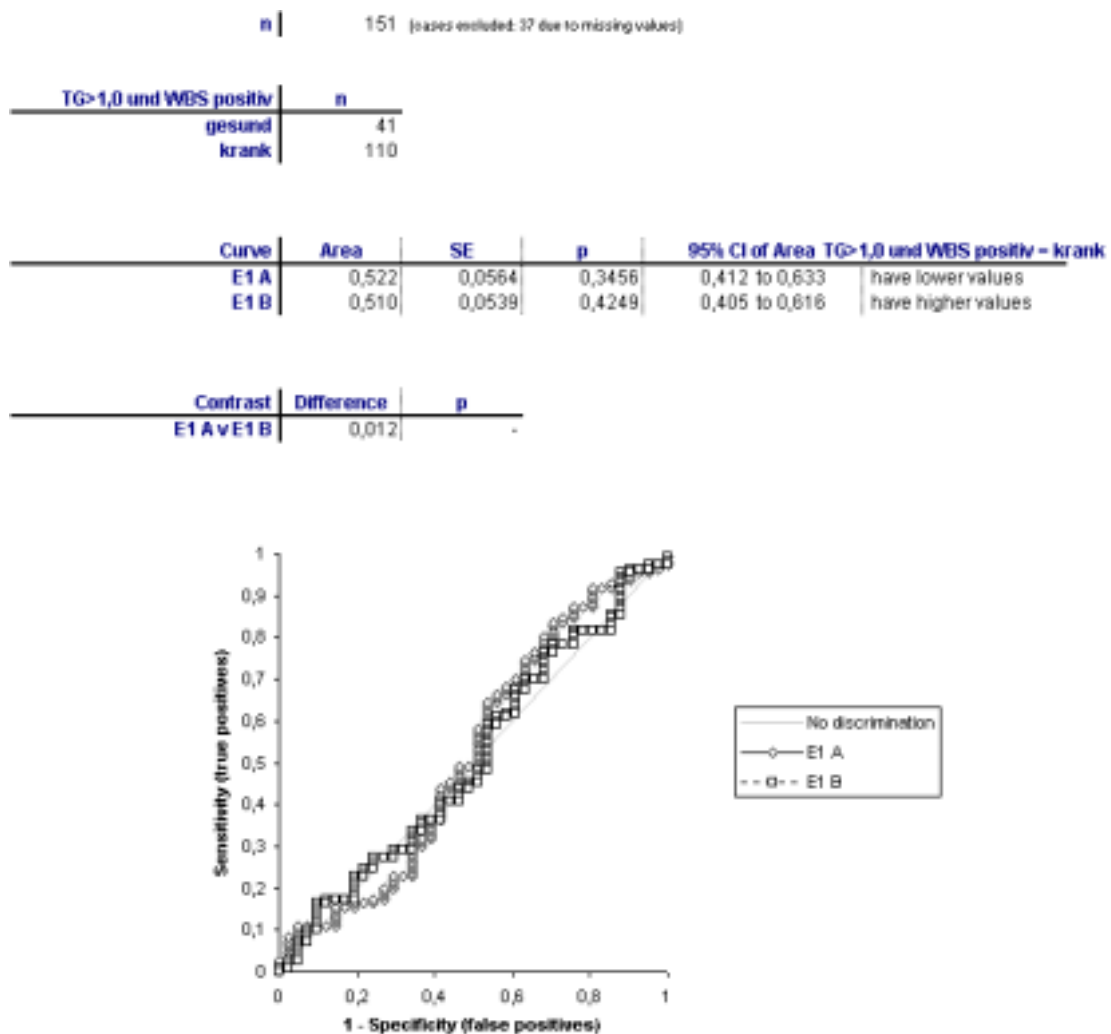 n 151 (cases excluded: 37 due to missing values)
TG>1,0 und WBS positiv n
gesund 41
krank 110
Curve Area SE p 95% CI of Area TG>1,0 und WBS positiv = krank
E1 A 0,522 0,0564 0,3456 0,412 to 0,633 have lower values
E1 B 0,510 0,0539 0,4249 0,405 to 0,616 have higher values
Contrast Difference p
E1 A v E1 B 0,012 -
1
0,9
0,8
0,7
0,6
0,5
0,4
0,3
0,2
0,1
0
Sensitivity (true positives)
0 0,2 0,4 0,6 0,8 1
1 - Specificity (false positives)
No discrimination
E1 A
E1 B